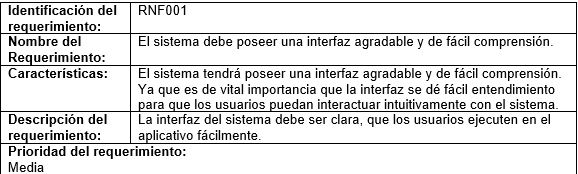 Identificación del requerimiento: RNF001
Nombre del Requerimiento: El sistema debe poseer una interfaz agradable y de fácil comprensión.
Características: El sistema tendrá poseer una interfaz agradable y de fácil comprensión.
Ya que es de vital importancia que la interfaz se dé fácil entendimiento
para que los usuarios puedan interactuar intuitivamente con el sistema.
Descripción del requerimiento: La interfaz del sistema debe ser clara, que los usuarios ejecuten en el
aplicativo fácilmente.
Prioridad del requerimiento:
Media